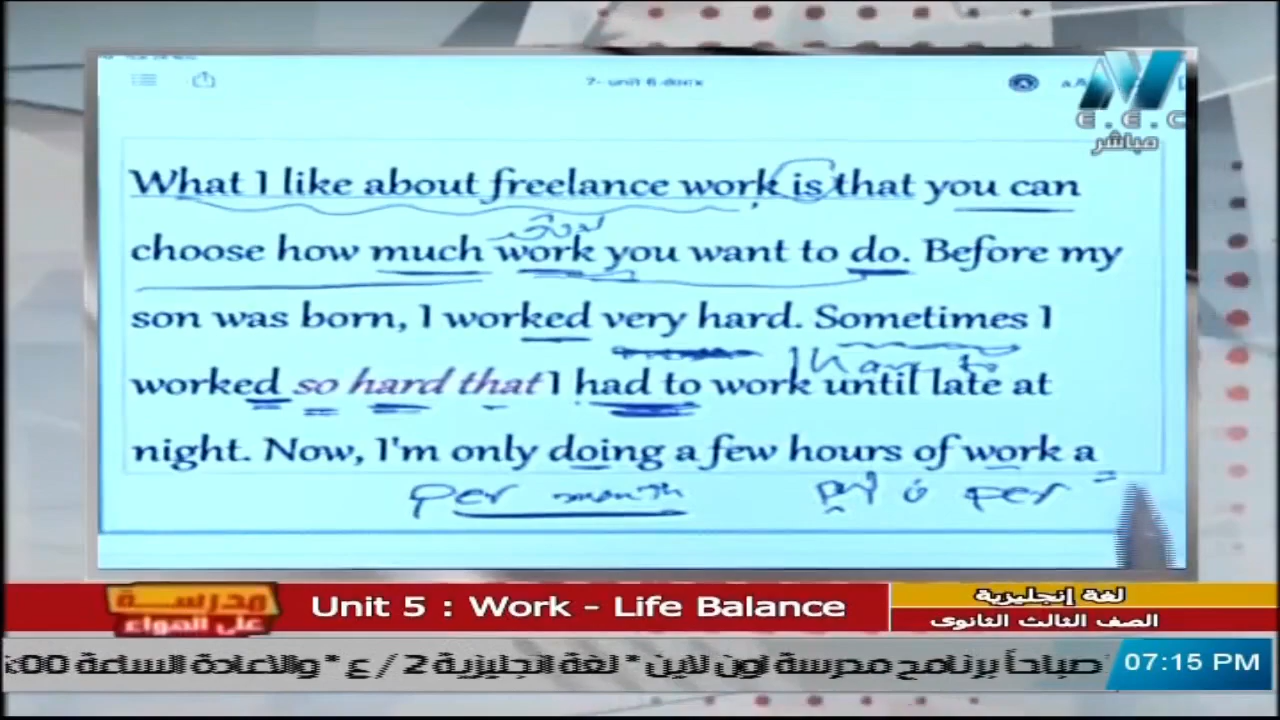 7- unit 6.docx
E.E.C
مباشر
What I like about freelance work is that you can
choose how much work you want to do. Before my
son was born, I worked very hard. Sometimes I
I have to
worked so hard that I had to work until late at
night. Now, I'm only doing a few hours of work a
per month
per =
مدرسة
على الهواء
Unit 5 : Work - Life Balance
لغة إنجليزية
الصف الثالث الثانوى
صباحاً برنامج مدرسة اون لاين * لغة انجليزية 2 / ع * والاعادة الساعة
07:15 PM